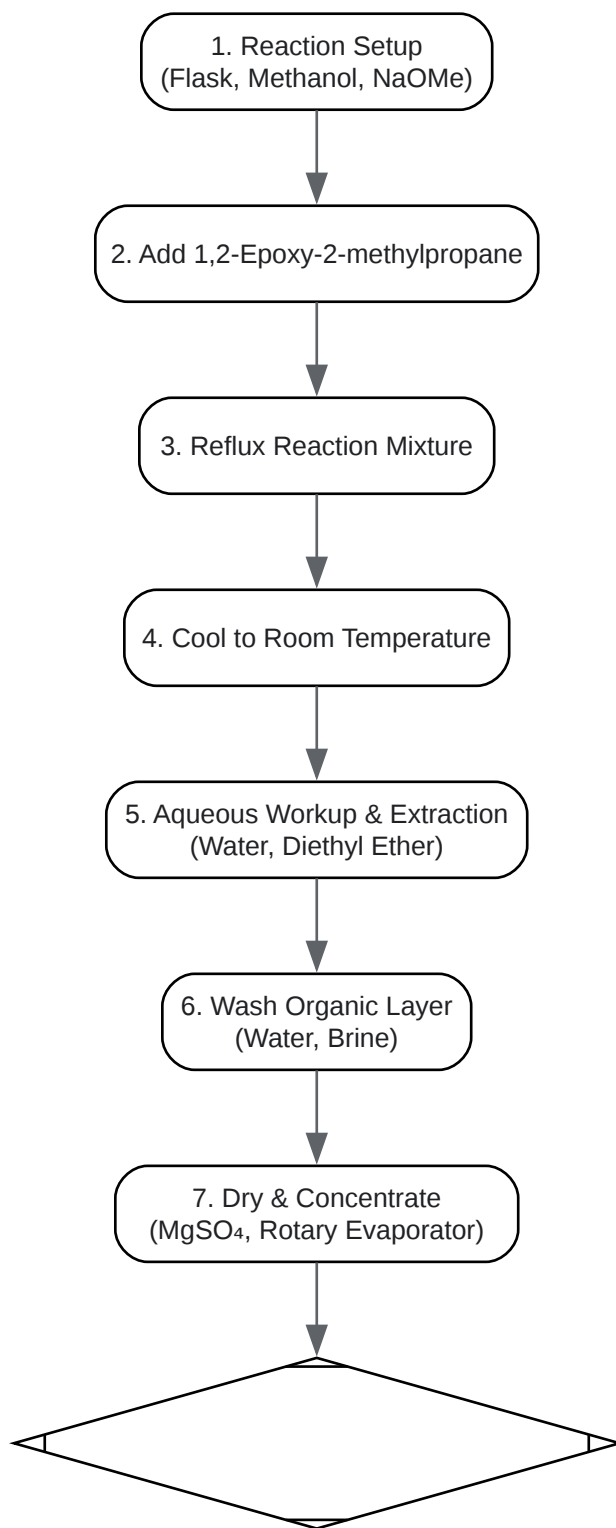 1. Reaction Setup
(Flask, Methanol, NaOMe)
2. Add 1,2-Epoxy-2-methylpropane
3. Reflux Reaction Mixture
4. Cool to Room Temperature
5. Aqueous Workup & Extraction
(Water, Diethyl Ether)
6. Wash Organic Layer
(Water, Brine)
7. Dry & Concentrate
(MgSO₄, Rotary Evaporator)